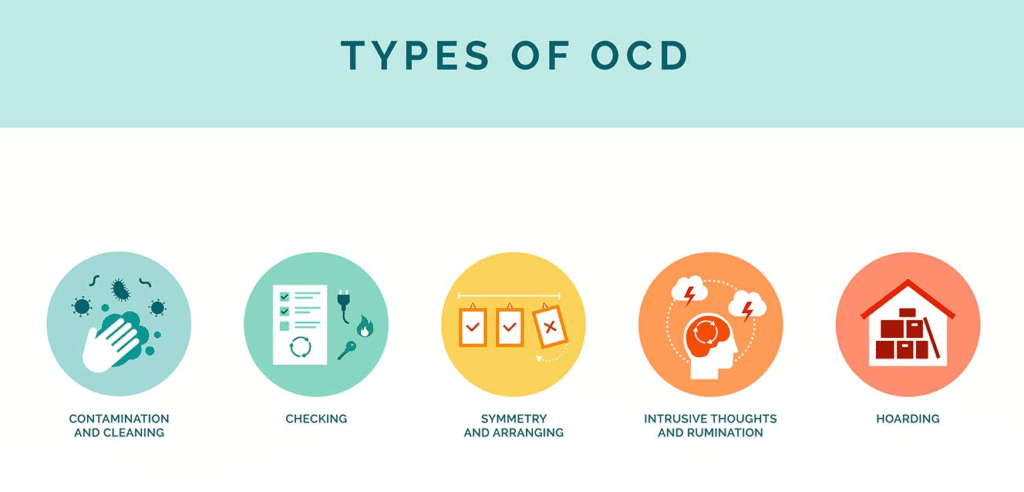 TYPES OF OCD
CONTAMINATION
AND CLEANING
CHECKING
SYMMETRY
AND ARRANGING
INTRUSIVE THOUGHTS
AND RUMINATION
HOARDING